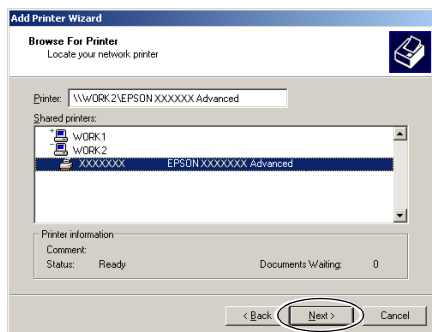 Add Printer Wizard
Browse For Printer
Locate your network printer
Printer: \\WORK2\EPSON XXXXXX Advanced
Shared printers:
WORK1
WORK2
XXXXXXX EPSON XXXXXXX Advanced
Printer information
Comment:
Status: Ready Documents Waiting: 0
< Back Next > Cancel